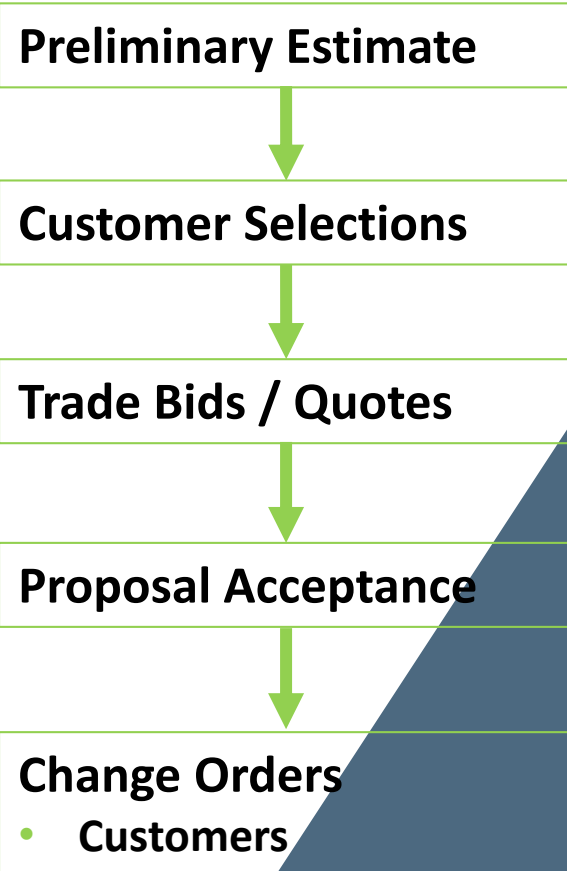 Preliminary Estimate
Customer Selections
Trade Bids / Quotes
Proposal Acceptance
Change Orders
• Customers